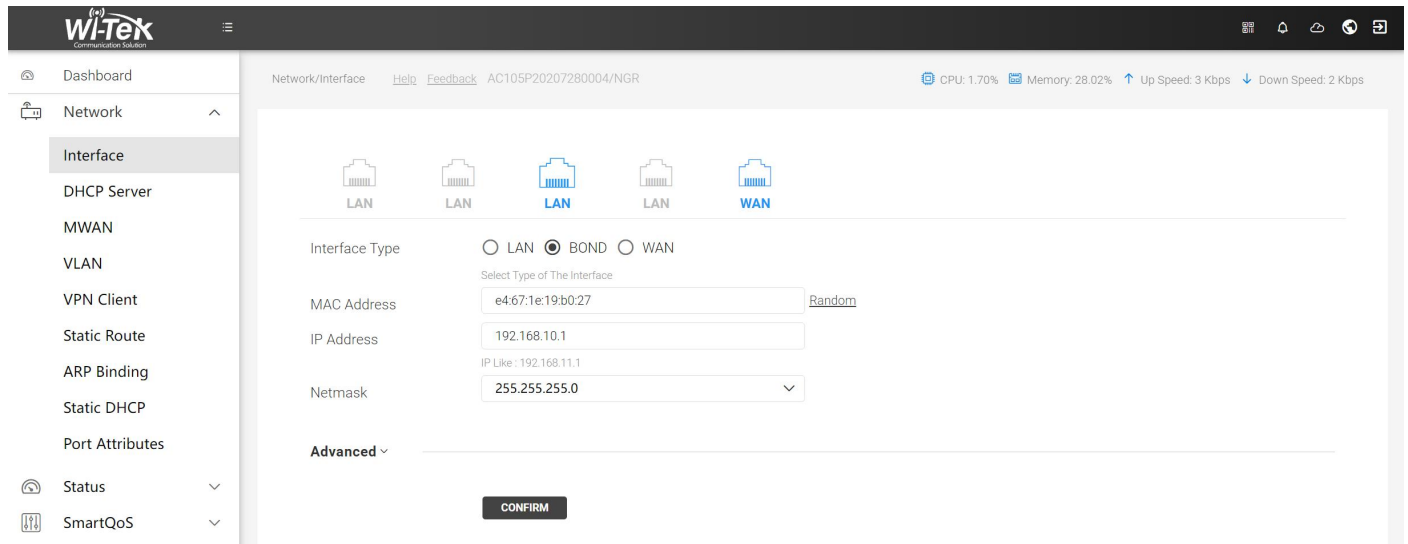 Wi-Tek
Communication Solution
Dashboard
Network/Interface Help Feedback AC105P20207280004/NGR CPU: 1.70% Memory: 28.02% Up Speed: 3 Kbps Down Speed: 2 Kbps
Network
Interface
DHCP Server
MWAN
VLAN
VPN Client
Static Route
ARP Binding
Static DHCP
Port Attributes
Status
SmartQoS
LAN LAN LAN LAN WAN
Interface Type LAN BOND WAN
Select Type of The Interface
MAC Address e4:67:1e:19:b0:27 Random
IP Address 192.168.10.1
IP Like : 192.168.11.1
Netmask 255.255.255.0
Advanced
CONFIRM